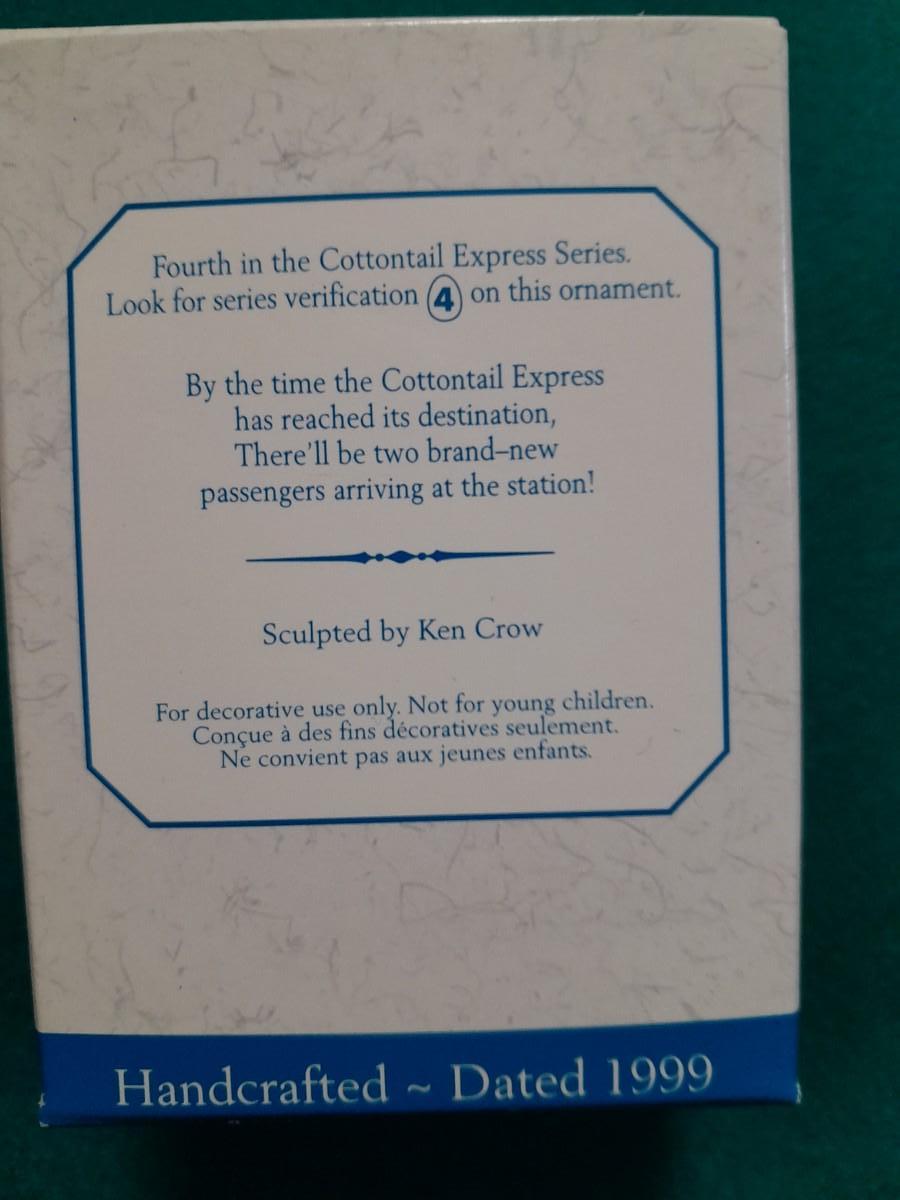 Fourth in the Cottontail Express Series.
Look for series verification 4 on this ornament.
By the time the Cottontail Express
has reached its destination,
There'll be two brand–new
passengers arriving at the station!
Sculpted by Ken Crow
For decorative use only. Not for young children.
Conçue à des fins décoratives seulement.
Ne convient pas aux jeunes enfants.
Handcrafted ~ Dated 1999